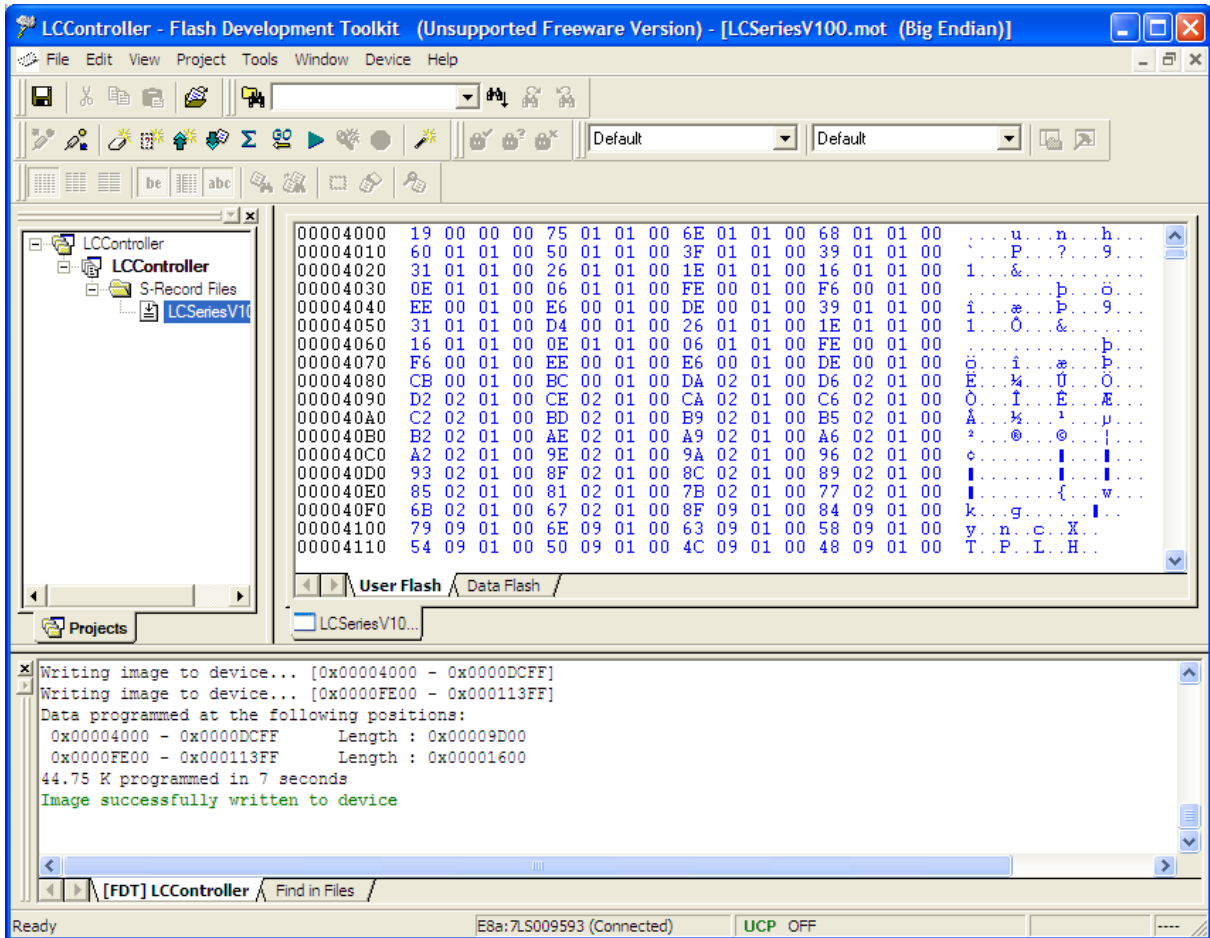 LCController - Flash Development Toolkit (Unsupported Freeware Version) - [LCSeriesV100.mot (Big Endian)]
File Edit View Project Tools Window Device Help
Default Default
be abc
LCController
LCController
S-Record Files
LCSeriesV10
00004000 19 00 00 00 75 01 01 00 6E 01 01 00 68 01 01 00 ....u...n...h...
00004010 60 01 01 00 50 01 01 00 3F 01 01 00 39 01 01 00 `...P...?...9...
00004020 31 01 01 00 26 01 01 00 1E 01 01 00 16 01 01 00 1...&...........
00004030 0E 01 01 00 06 01 01 00 FE 00 01 00 F6 00 01 00 ........þ...ö...
00004040 EE 00 01 00 E6 00 01 00 DE 00 01 00 39 01 01 00 î...æ...Þ...9...
00004050 31 01 01 00 D4 00 01 00 26 01 01 00 1E 01 01 00 1...Ô...&.......
00004060 16 01 01 00 0E 01 01 00 06 01 01 00 FE 00 01 00 ............þ...
00004070 F6 00 01 00 EE 00 01 00 E6 00 01 00 DE 00 01 00 ö...î...æ...Þ...
00004080 CB 00 01 00 BC 00 01 00 DA 02 01 00 D6 02 01 00 Ë...¼...Ú...Ö...
00004090 D2 02 01 00 CE 02 01 00 CA 02 01 00 C6 02 01 00 Ò...Î...Ê...Æ...
000040A0 C2 02 01 00 BD 02 01 00 B9 02 01 00 B5 02 01 00 Â...½...¹...µ...
000040B0 B2 02 01 00 AE 02 01 00 A9 02 01 00 A6 02 01 00 ²...®...©...¦...
000040C0 A2 02 01 00 9E 02 01 00 9A 02 01 00 96 02 01 00 ¢...
000040D0 93 02 01 00 8F 02 01 00 8C 02 01 00 89 02 01 00
000040E0 85 02 01 00 81 02 01 00 7B 02 01 00 77 02 01 00 {...w...
000040F0 6B 02 01 00 67 02 01 00 8F 09 01 00 84 09 01 00 k...g...
00004100 79 09 01 00 6E 09 01 00 63 09 01 00 58 09 01 00 y..n..c..X..
00004110 54 09 01 00 50 09 01 00 4C 09 01 00 48 09 01 00 T..P..L..H..
User Flash Data Flash
Projects
LCSeriesV10...
Writing image to device... [0x00004000 - 0x0000DCFF]
Writing image to device... [0x0000FE00 - 0x000113FF]
Data programmed at the following positions:
0x00004000 - 0x0000DCFF Length : 0x00009D00
0x0000FE00 - 0x000113FF Length : 0x00001600
44.75 K programmed in 7 seconds
Image successfully written to device
[FDT] LCController Find in Files
Ready E8a:7LS009593 (Connected) UCP OFF ----